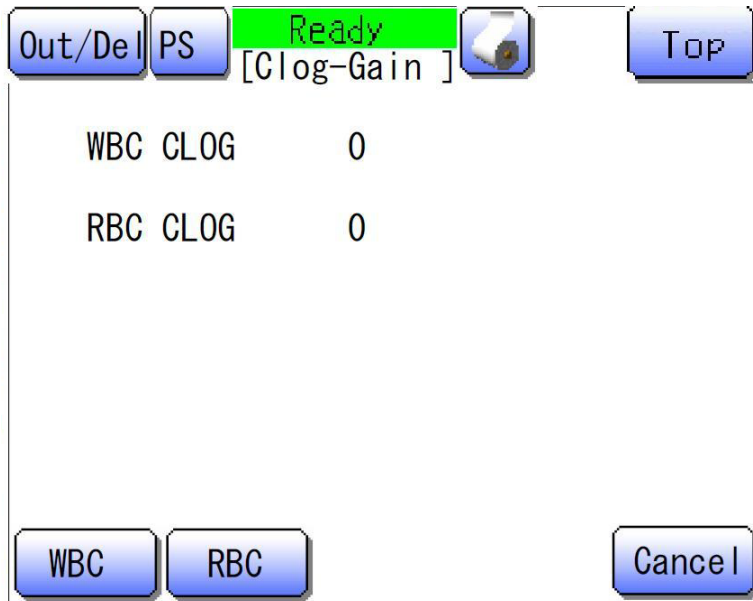 Out/Del PS Ready Top
[Clog-Gain ]
WBC CLOG 0
RBC CLOG 0
WBC RBC Cancel